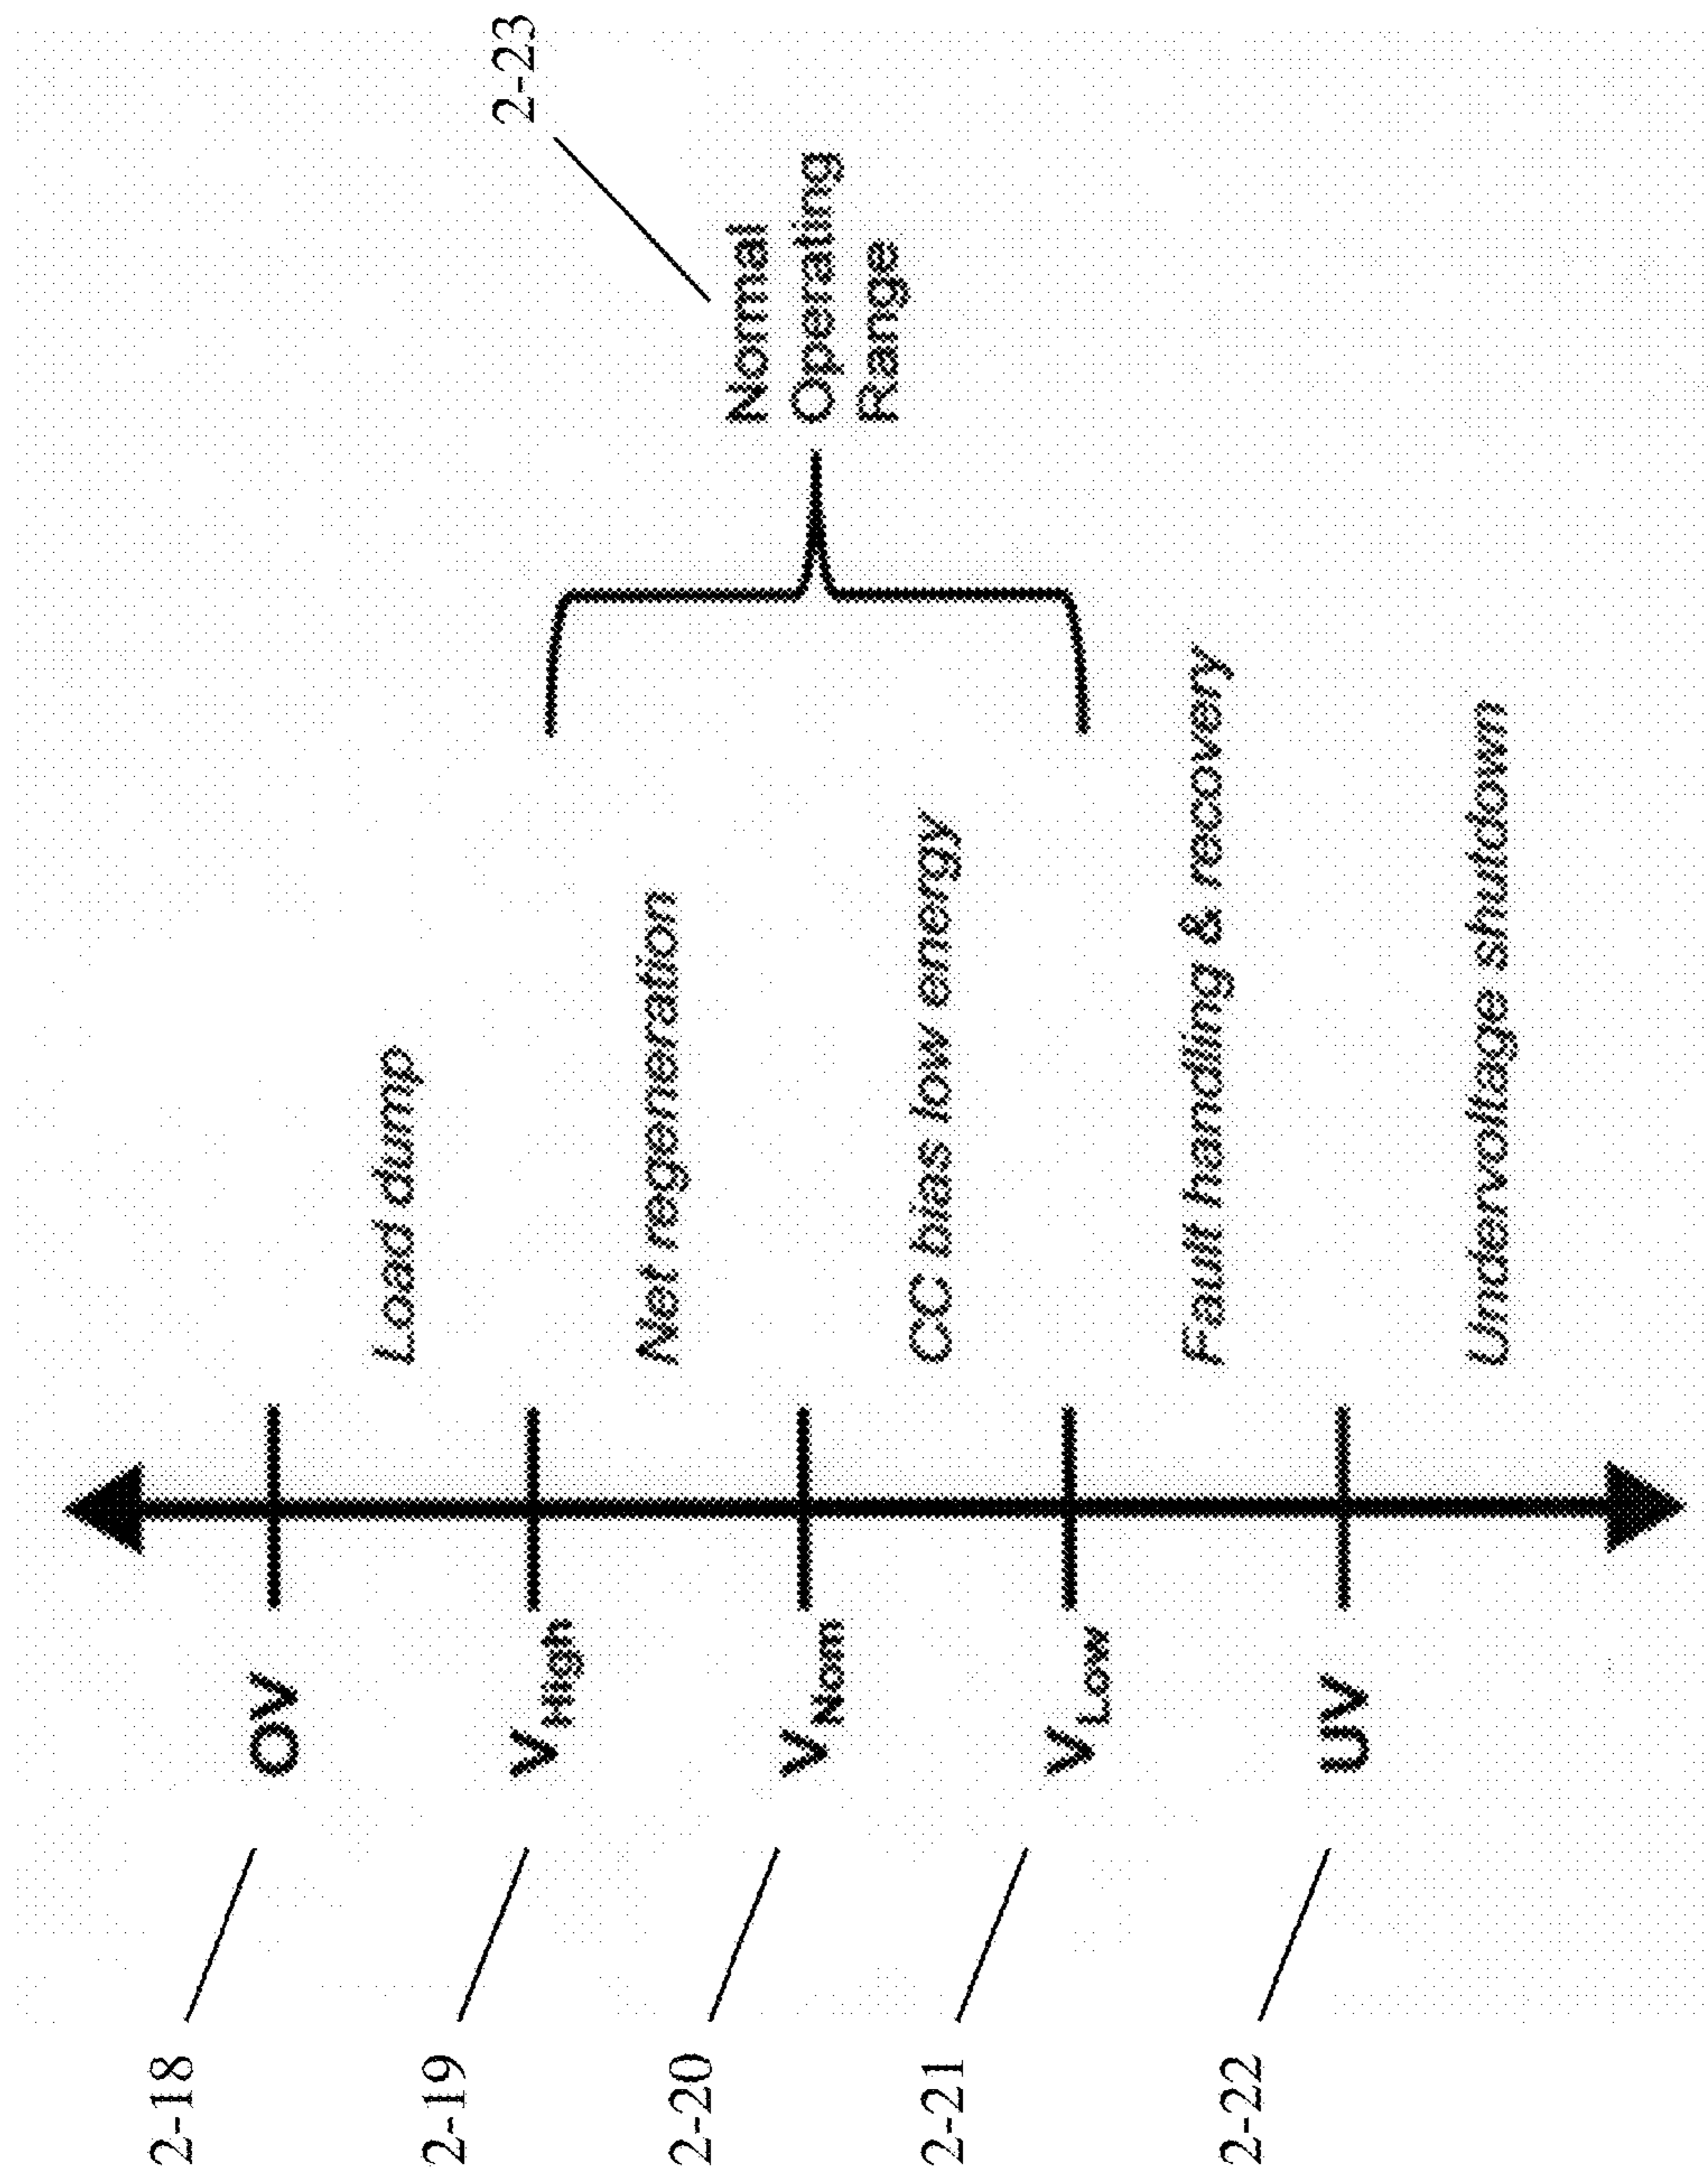 2-18
OV
Load dump
2-19
VHigh
Net regeneration
2-20
VNom
CC bias low energy
2-21
VLow
Fault handling & recovery
2-22
UV
Undervoltage shutdown
Normal
Operating
Range
2-23